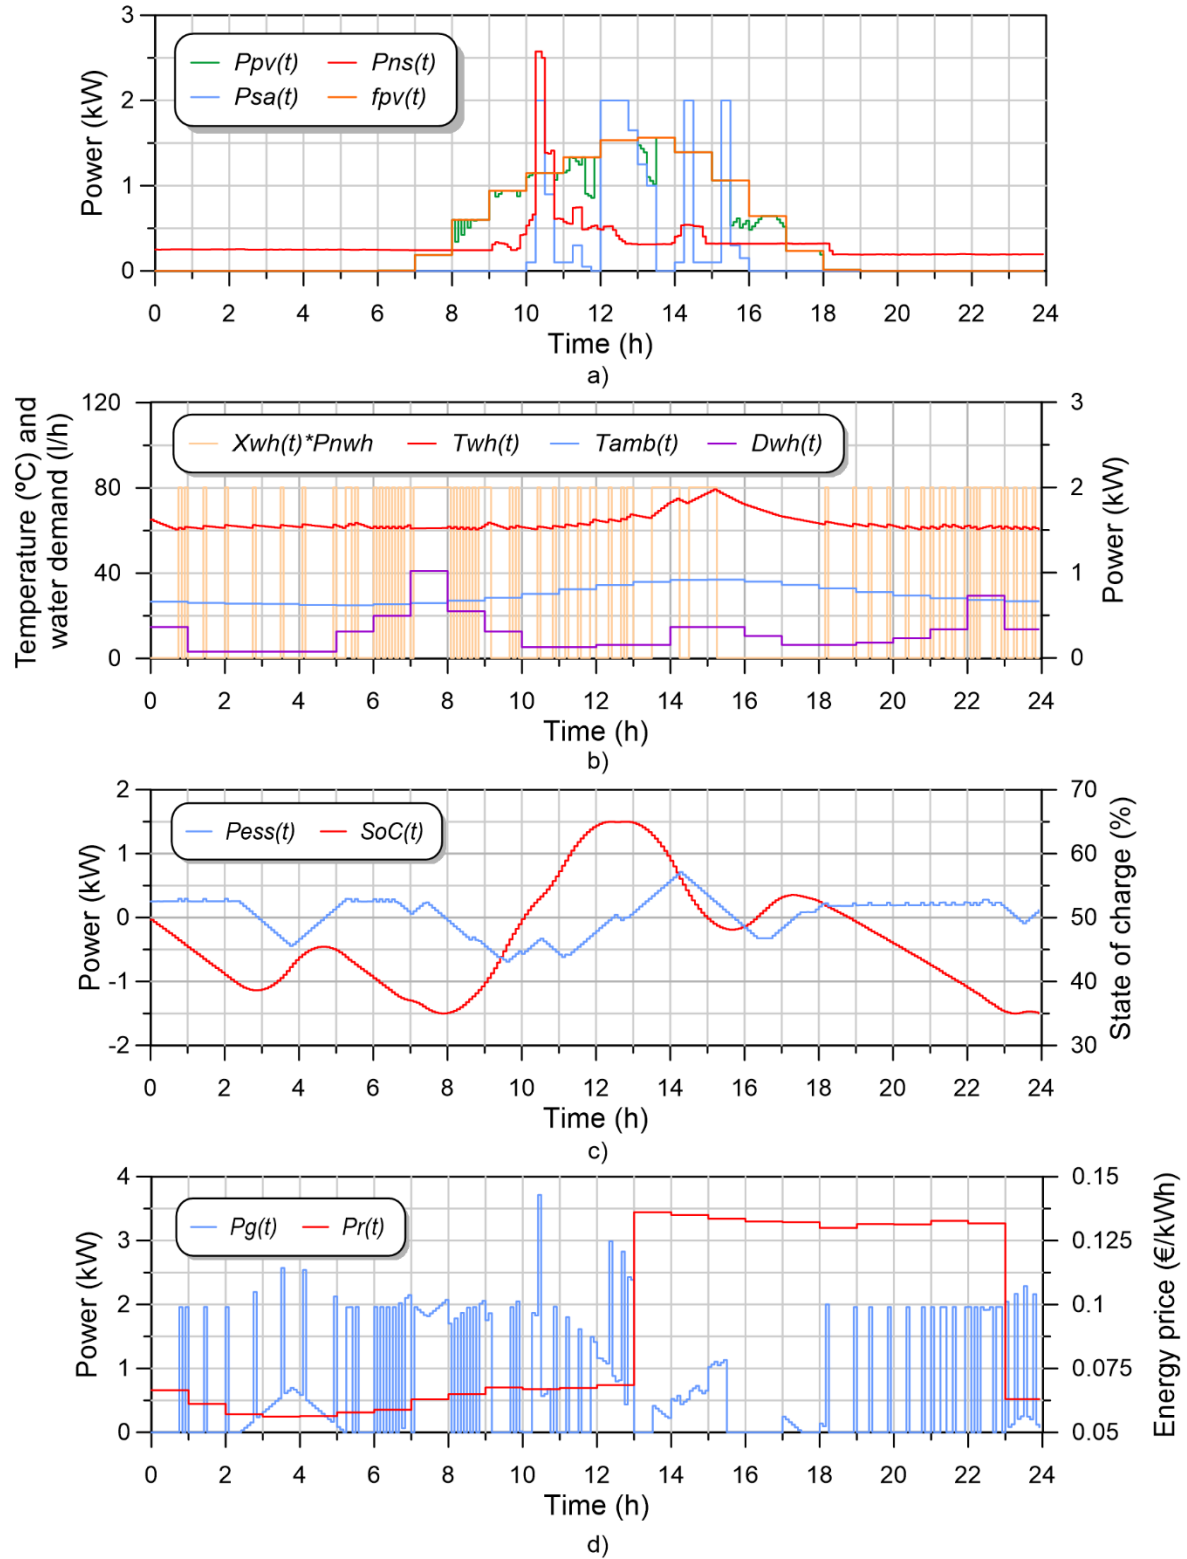 3
2
1
0
Power (kW)
Ppv(t) Pns(t)
Psa(t) fpv(t)
0 2 4 6 8 10 12 14 16 18 20 22 24
Time (h)
a)
120
80
40
0
Temperature (ºC) and
water demand (l/h)
Xwh(t)*Pnwh Twh(t) Tamb(t) Dwh(t)
3
2
1
0
Power (kW)
0 2 4 6 8 10 12 14 16 18 20 22 24
Time (h)
b)
2
1
0
-1
-2
Power (kW)
Pess(t) SoC(t)
70
60
50
40
30
State of charge (%)
0 2 4 6 8 10 12 14 16 18 20 22 24
Time (h)
c)
4
3
2
1
0
Power (kW)
Pg(t) Pr(t)
0.15
0.125
0.1
0.075
0.05
Energy price (€/kWh)
0 2 4 6 8 10 12 14 16 18 20 22 24
Time (h)
d)